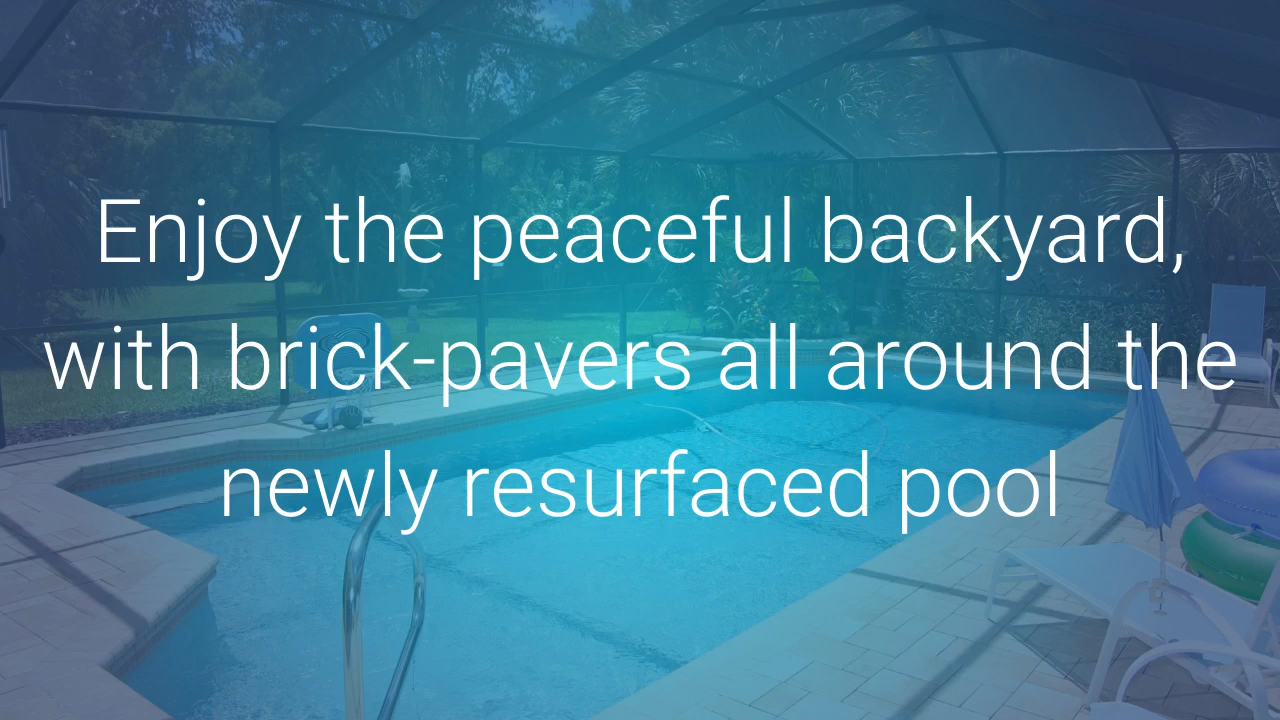 Enjoy the peaceful backyard,
with brick-pavers all around the
newly resurfaced pool